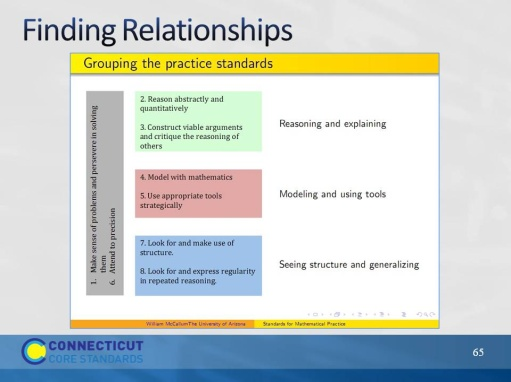 Finding Relationships
Grouping the practice standards
1. Make sense of problems and persevere in solving
them
6. Attend to precision
2. Reason abstractly and
quantitatively
3. Construct viable arguments
and critique the reasoning of
others
Reasoning and explaining
4. Model with mathematics
5. Use appropriate tools
strategically
Modeling and using tools
7. Look for and make use of
structure.
8. Look for and express regularity
in repeated reasoning.
Seeing structure and generalizing
William McCallumThe University of Arizona
Standards for Mathematical Practice
CONNECTICUT
CORE STANDARDS
65